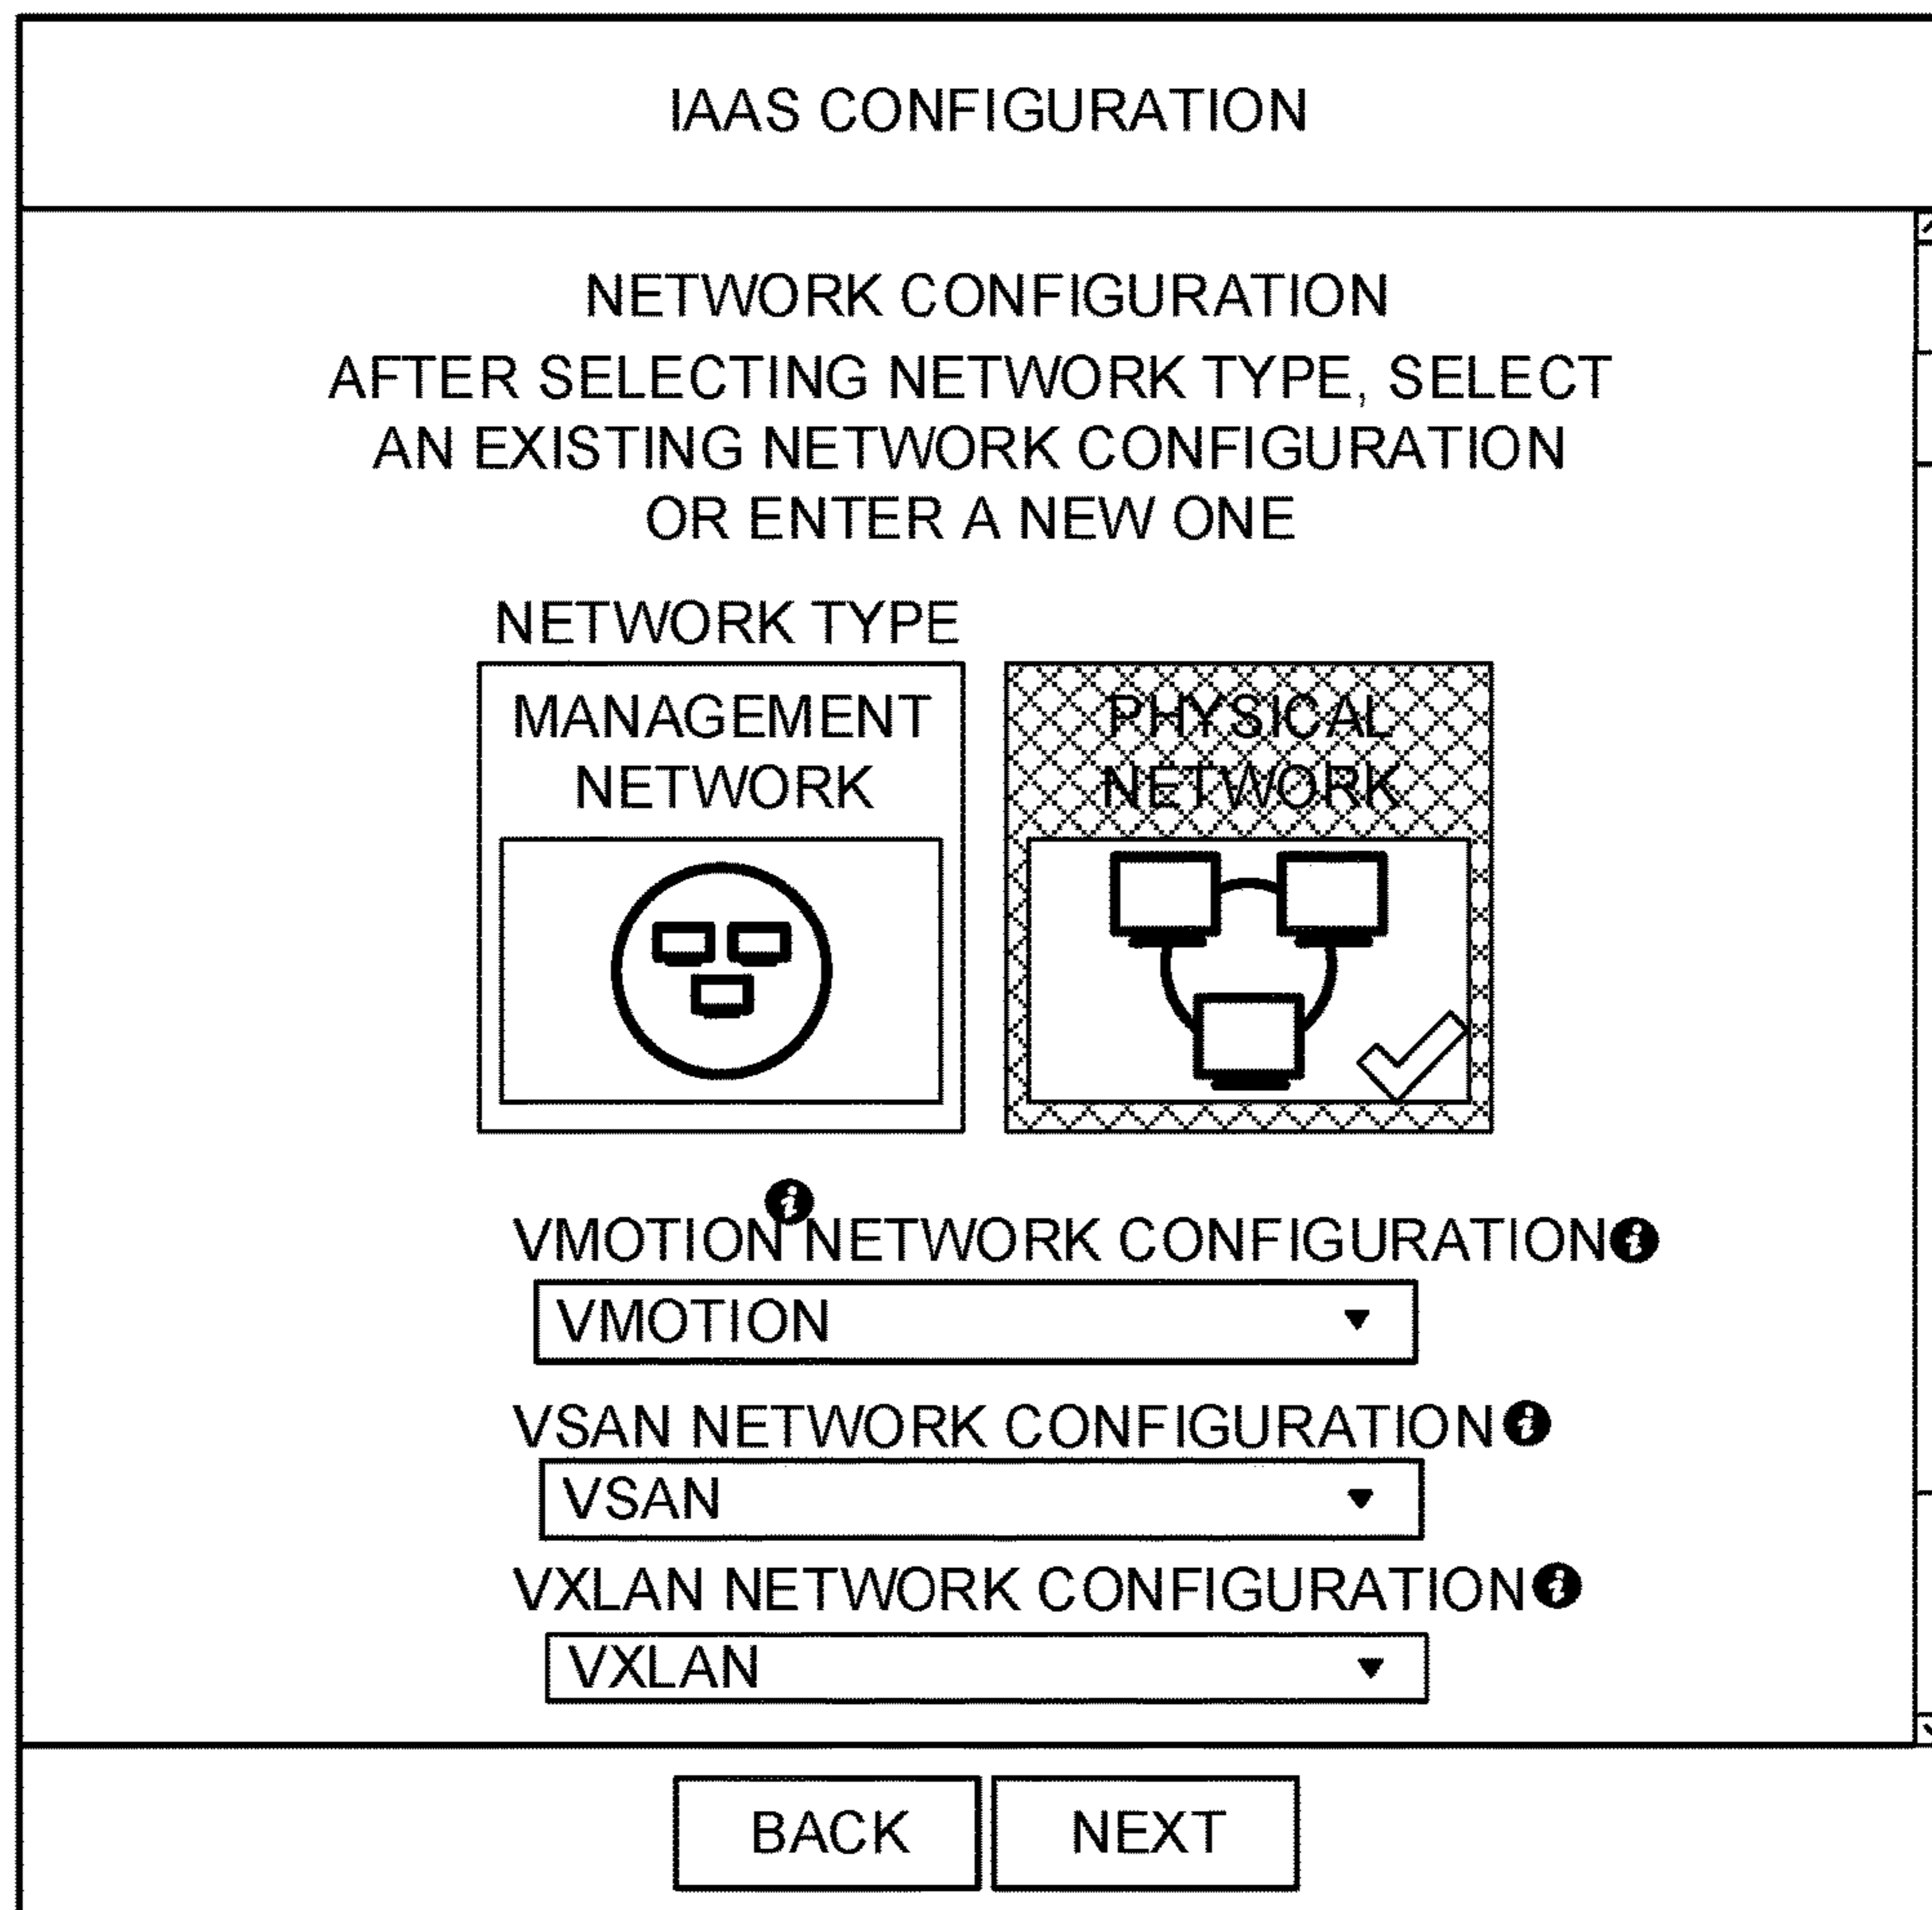 IAAS CONFIGURATION
NETWORK CONFIGURATION
AFTER SELECTING NETWORK TYPE, SELECT
AN EXISTING NETWORK CONFIGURATION
OR ENTER A NEW ONE
NETWORK TYPE
MANAGEMENT
NETWORK
PHYSICAL
NETWORK
VMOTION NETWORK CONFIGURATION
VMOTION
VSAN NETWORK CONFIGURATION
VSAN
VXLAN NETWORK CONFIGURATION
VXLAN
BACK
NEXT